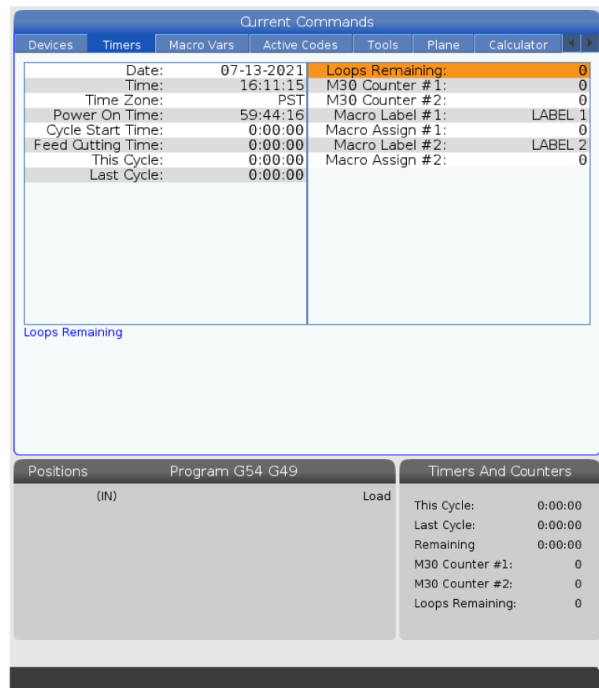 Current Commands
Devices Timers Macro Vars Active Codes Tools Plane Calculator
Date: 07-13-2021
Time: 16:11:15
Time Zone: PST
Power On Time: 59:44:16
Cycle Start Time: 0:00:00
Feed Cutting Time: 0:00:00
This Cycle: 0:00:00
Last Cycle: 0:00:00
Loops Remaining: 0
M30 Counter #1: 0
M30 Counter #2: 0
Macro Label #1: LABEL 1
Macro Assign #1: 0
Macro Label #2: LABEL 2
Macro Assign #2: 0
Loops Remaining
Positions Program G54 G49
(IN) Load
Timers And Counters
This Cycle: 0:00:00
Last Cycle: 0:00:00
Remaining 0:00:00
M30 Counter #1: 0
M30 Counter #2: 0
Loops Remaining: 0